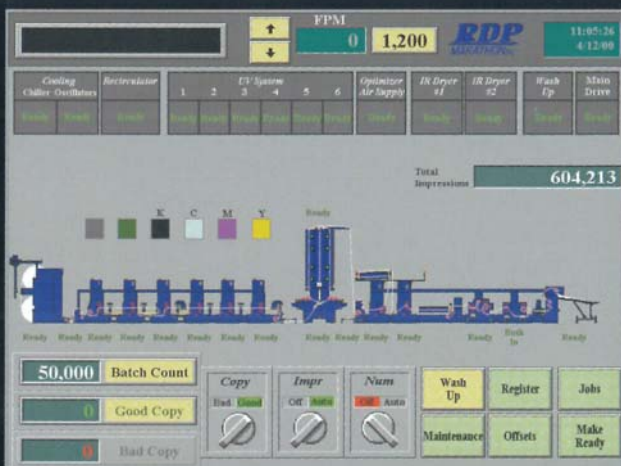 FPM
0
1,200
RDP
MARATHON INC.
11:05:26
4/12/00
Cooling
Chiller Oscillators
Recirculator
UV System
1 2 3 4 5 6
Optimizer
Air Supply
IR Dryer
#1
IR Dryer
#2
Wash
Up
Main
Drive
Ready Ready Ready Ready Ready Ready Ready Ready Ready Ready Ready Ready Ready Ready
Total
Impressions
604,213
K C M Y
Ready
Ready Ready Ready Ready Ready Ready Ready Ready Ready Ready Ready Ready Ready Ready
In
50,000
Batch Count
0
Good Copy
0
Bad Copy
Copy
Bad Good
Impr
Off Auto
Num
Off Auto
Wash
Up
Register
Jobs
Maintenance
Offsets
Make
Ready